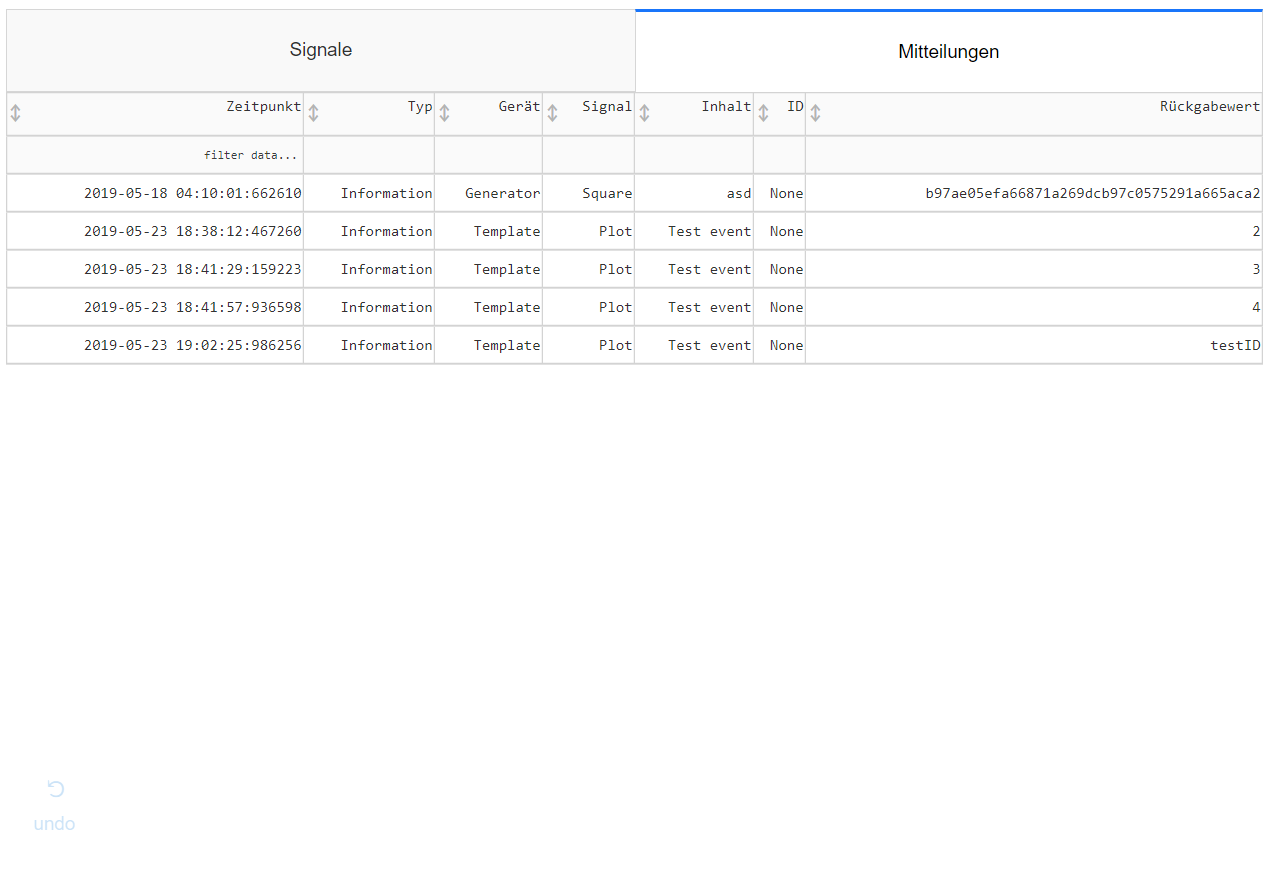 Signale Mitteilungen
Zeitpunkt Typ Gerät Signal Inhalt ID Rückgabewert
filter data...
2019-05-18 04:10:01:662610 Information Generator Square asd None b97ae05efa66871a269dcb97c0575291a665aca2
2019-05-23 18:38:12:467260 Information Template Plot Test event None 2
2019-05-23 18:41:29:159223 Information Template Plot Test event None 3
2019-05-23 18:41:57:936598 Information Template Plot Test event None 4
2019-05-23 19:02:25:986256 Information Template Plot Test event None testID
undo